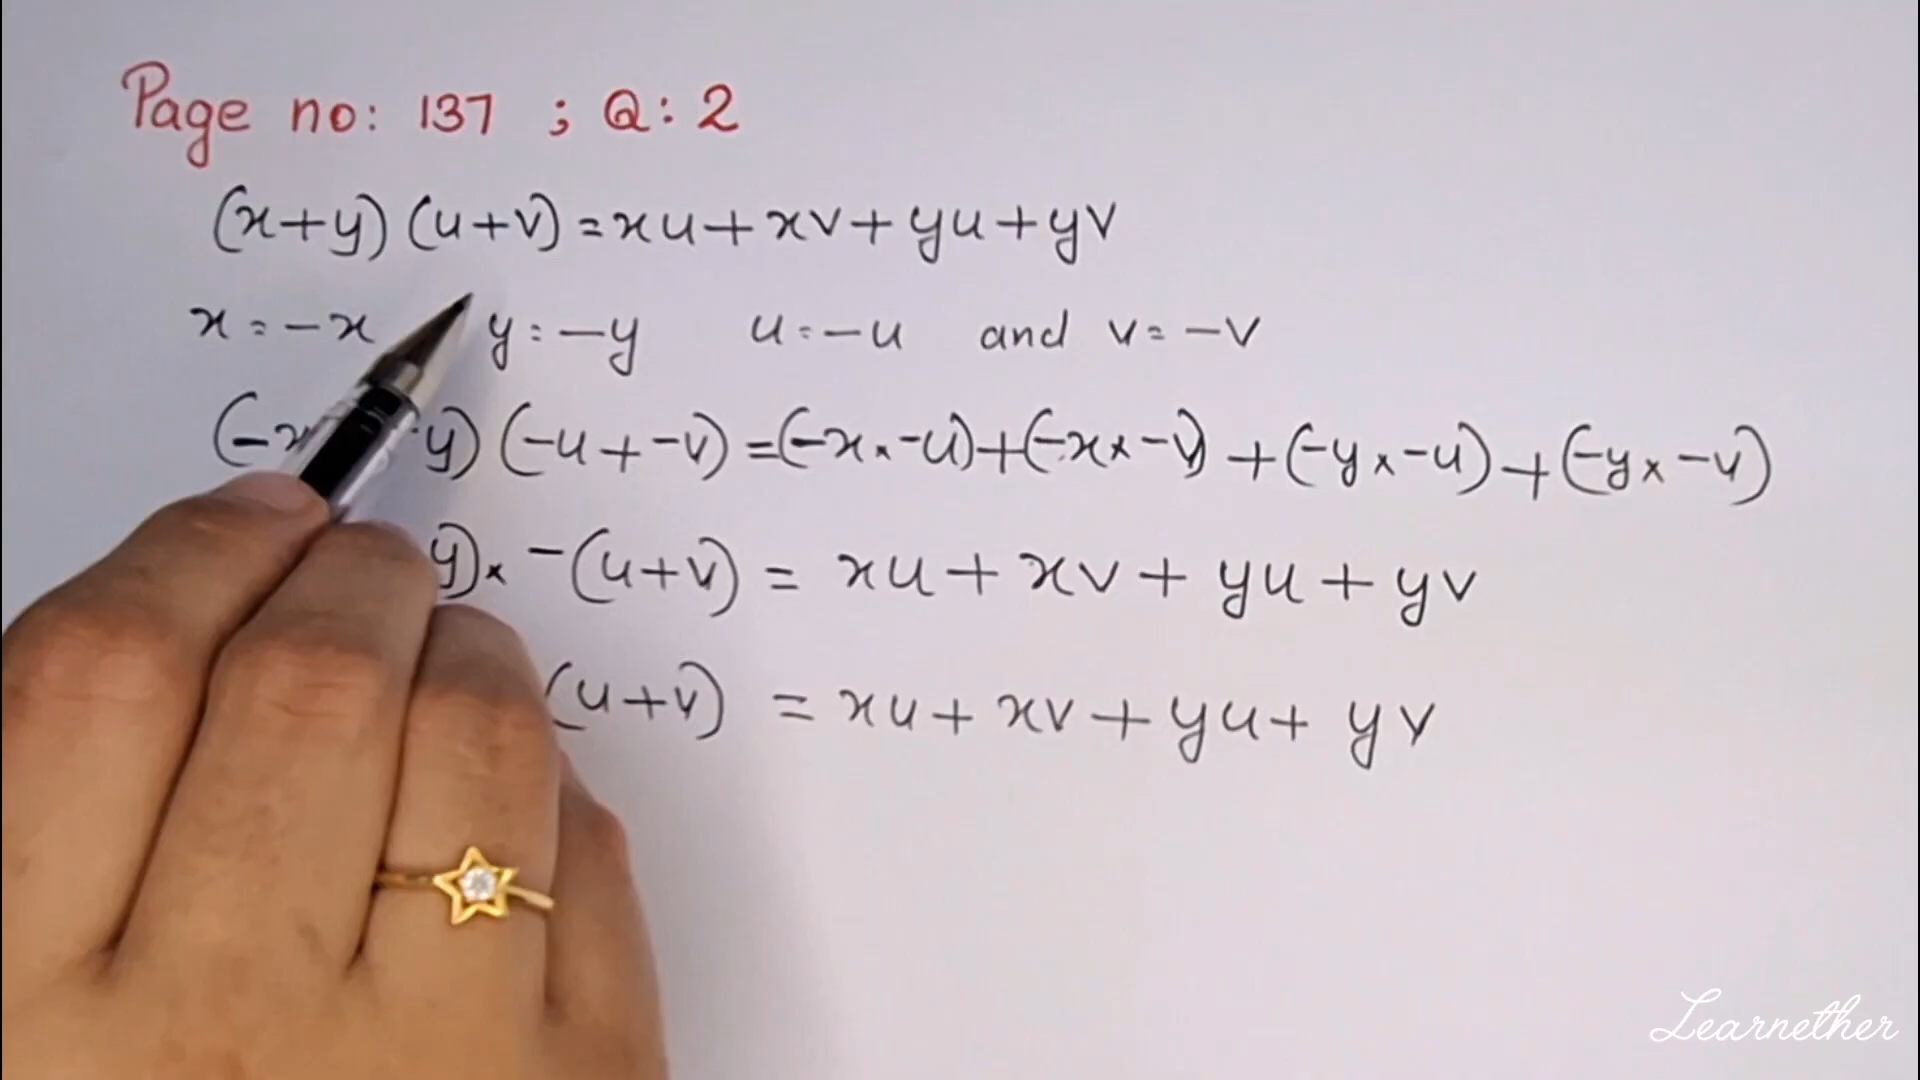 Page no: 137 ; Q: 2
(x+y) (u+v) = xu + xv + yu + yv
x = -x y = -y u = -u and v = -v
(-x y) (-u + -v) = (-x × -u) + (-x × -v) + (-y × -u) + (-y × -v)
y) × -(u+v) = xu + xv + yu + yv
(u+v) = xu + xv + yu + yv
Learnether